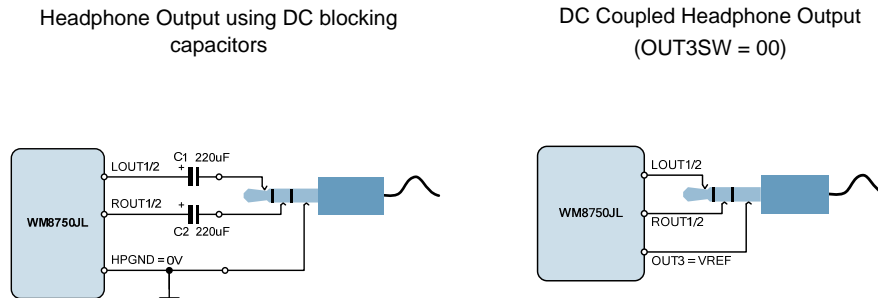 Headphone Output using DC blocking
capacitors
DC Coupled Headphone Output
(OUT3SW = 00)
C1 220uF
+
LOUT1/2
ROUT1/2
+
C2 220uF
WM8750JL
HPGND = 0V
LOUT1/2
WM8750JL
ROUT1/2
OUT3 = VREF